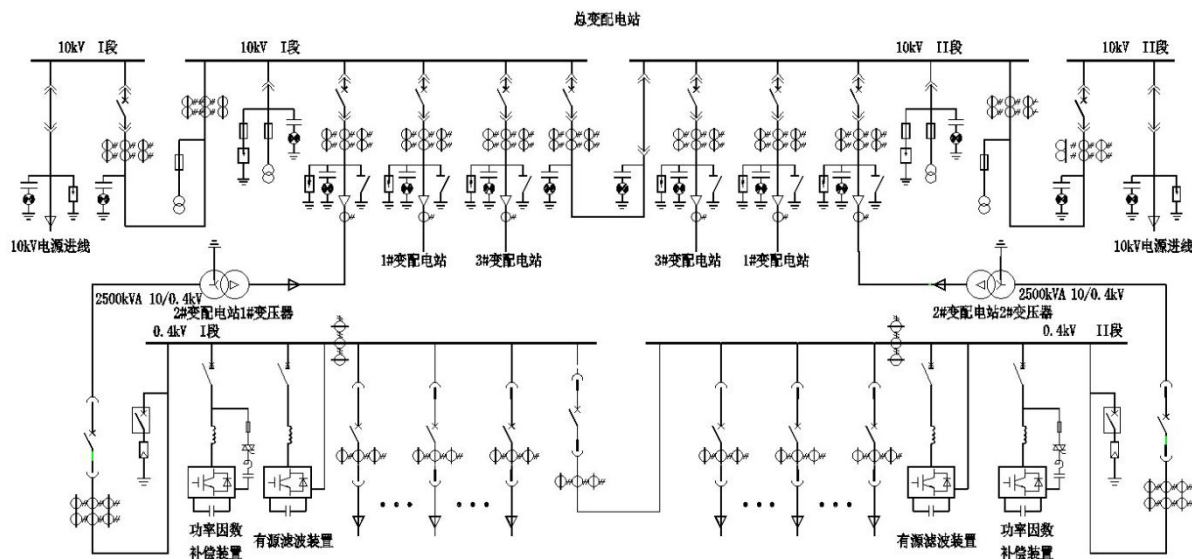 总变配电站
10kV I段
10kV I段
10kV II段
10kV II段
10kV电源进线
1#变配电站
3#变配电站
3#变配电站
1#变配电站
10kV电源进线
2500kVA 10/0.4kV
2#变配电站1#变压器
2500kVA 10/0.4kV
2#变配电站2#变压器
0.4kV I段
0.4kV II段
功率因数
补偿装置
有源滤波装置
有源滤波装置
功率因数
补偿装置